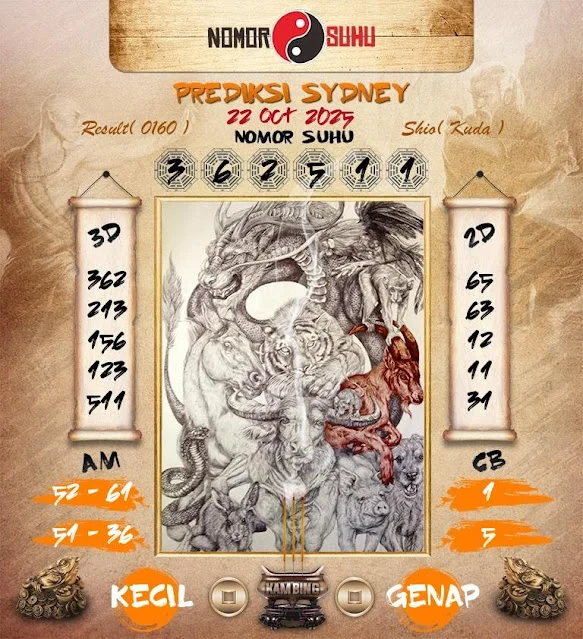 NOMOR SUHU
PREDIKSI SYDNEY
22 OCT 2025
Result( 0160 )
NOMOR SUHU
Shio( Kuda )
3 6 2 5 1 1
3D
362
213
156
123
511
2D
65
63
12
11
31
AM
52 - 61
51 - 36
CB
1
5
KECIL
KAMBING
GENAP